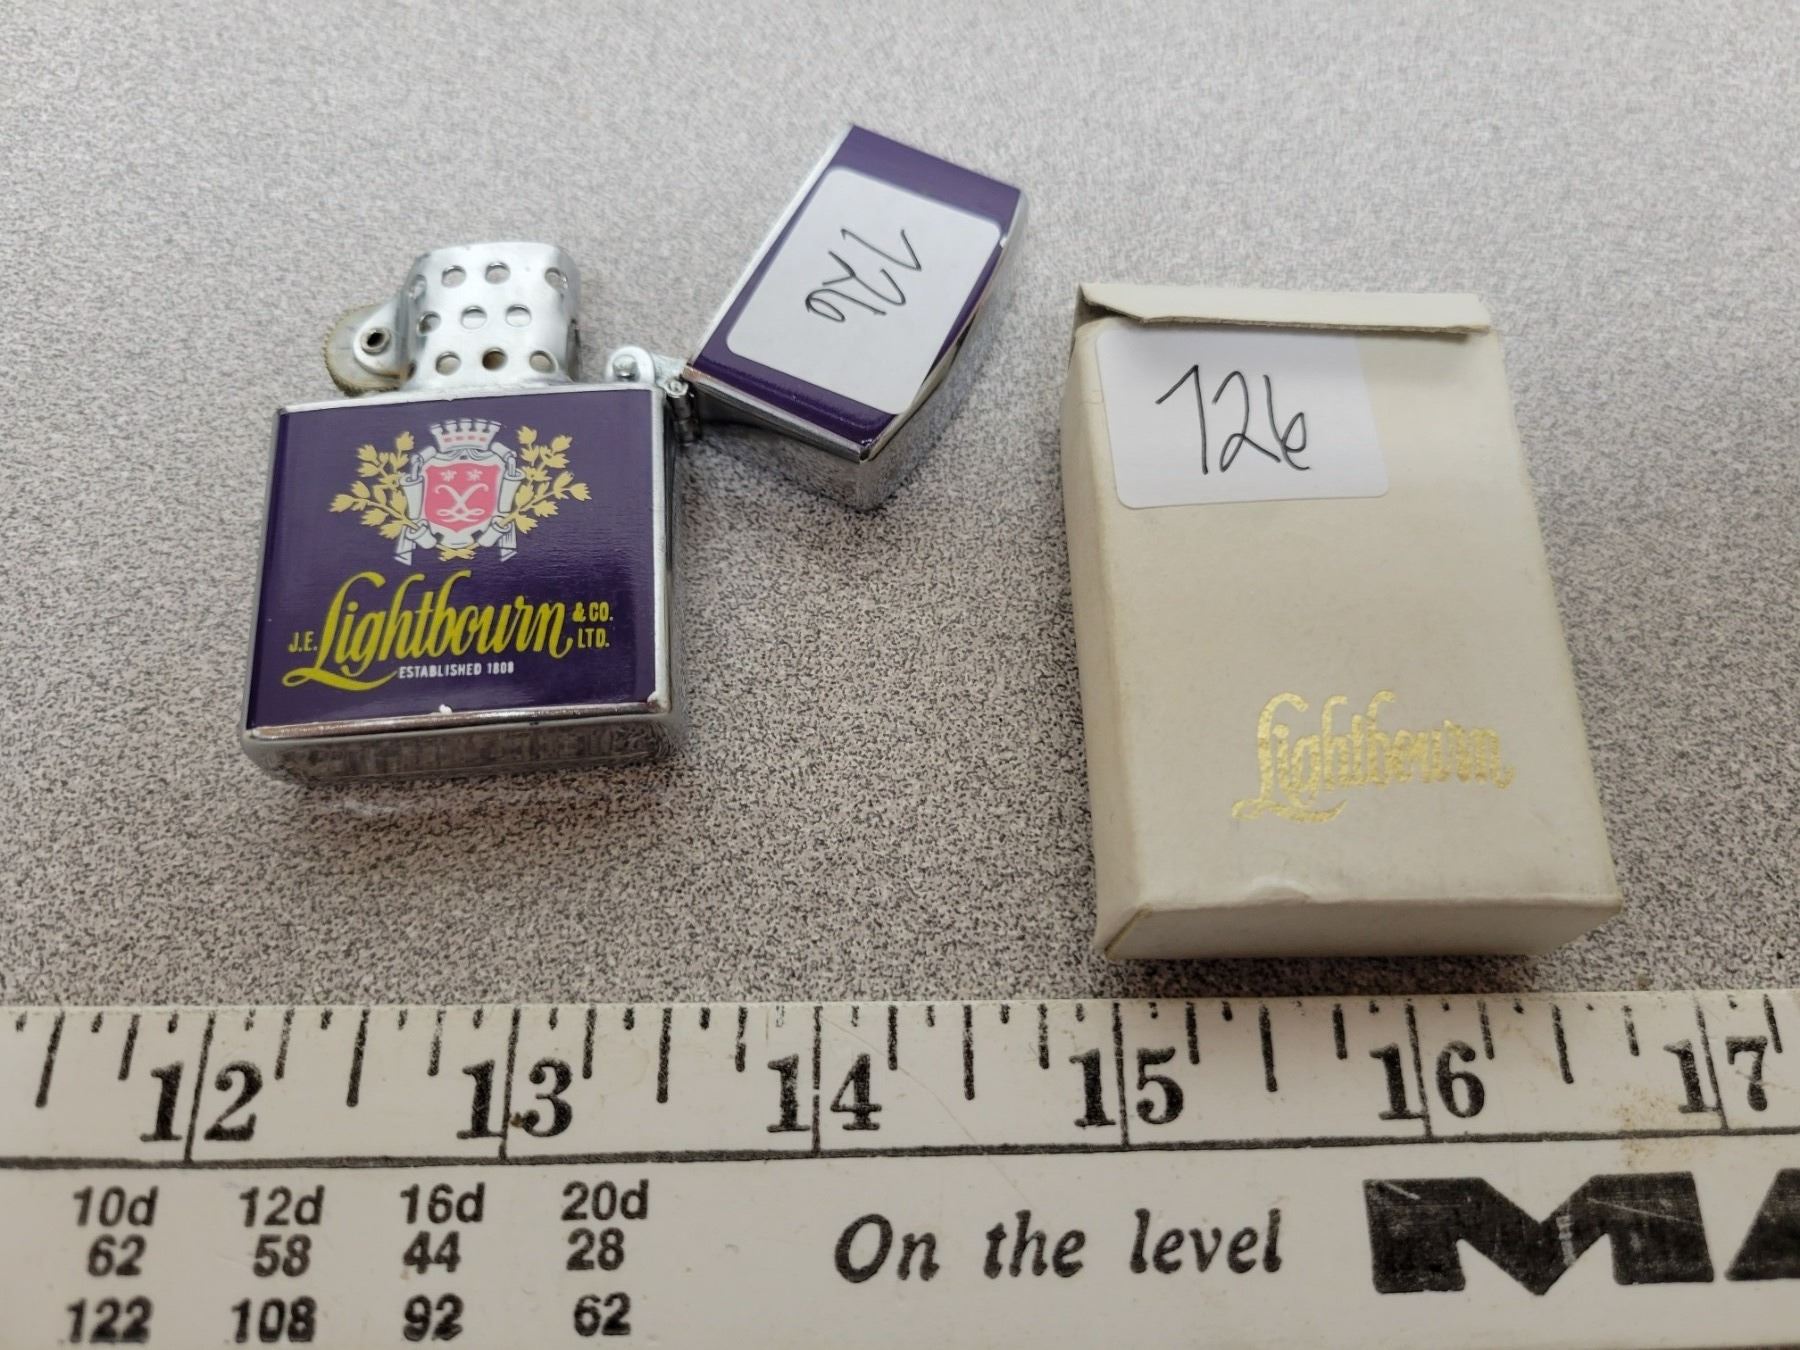 726
J.E. Lightbourn & CO. LTD.
ESTABLISHED 1808
726
Lightbourn
12 13 14 15 16 17
10d 12d 16d 20d
62 58 44 28
122 108 92 62
On the level